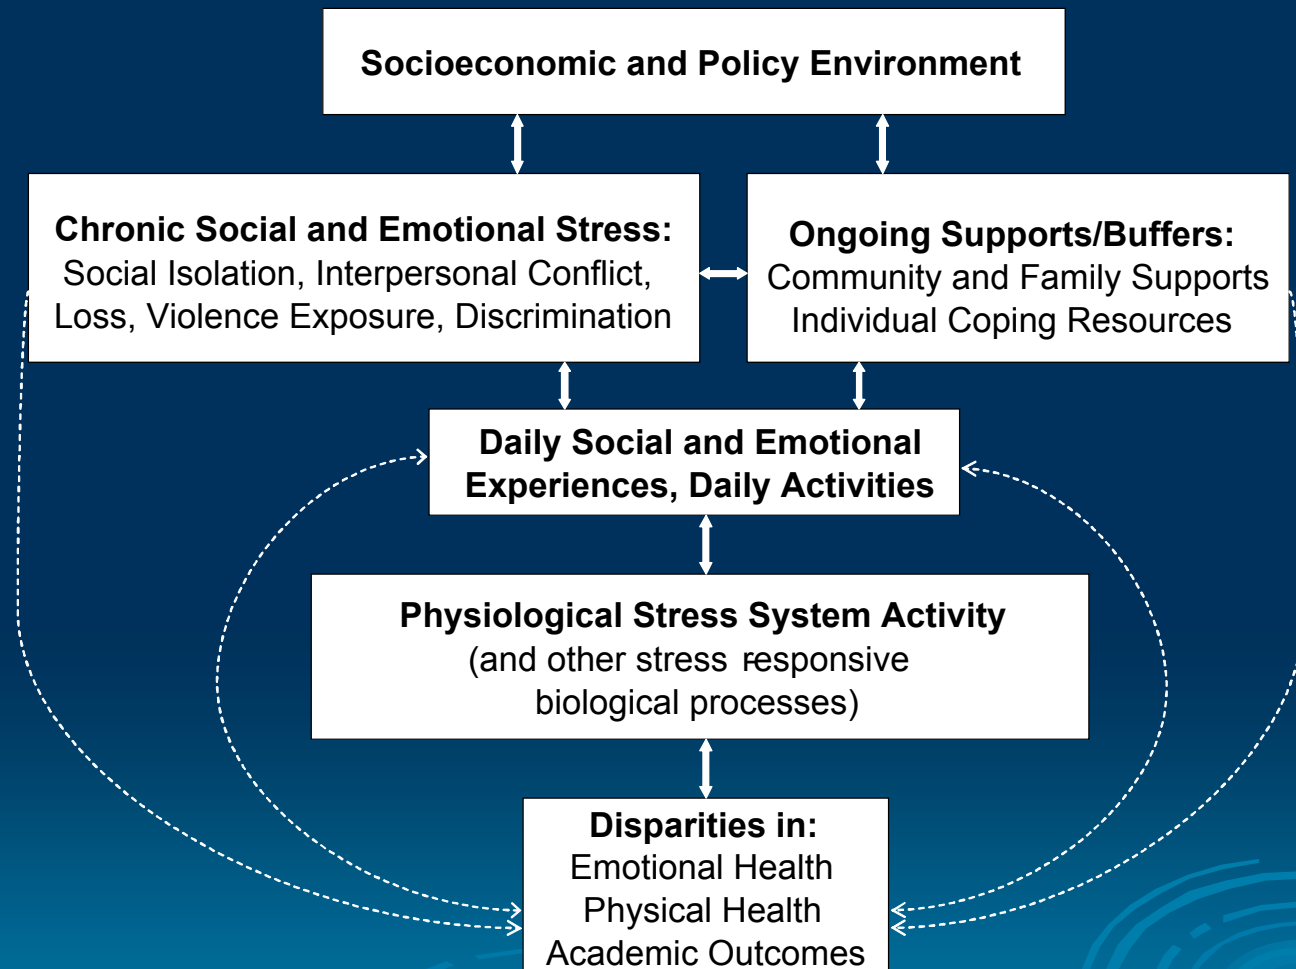 Socioeconomic and Policy Environment
Chronic Social and Emotional Stress:
Social Isolation, Interpersonal Conflict,
Loss, Violence Exposure, Discrimination
Ongoing Supports/Buffers:
Community and Family Supports
Individual Coping Resources
Daily Social and Emotional
Experiences, Daily Activities
Physiological Stress System Activity
(and other stress responsive
biological processes)
Disparities in:
Emotional Health
Physical Health
Academic Outcomes